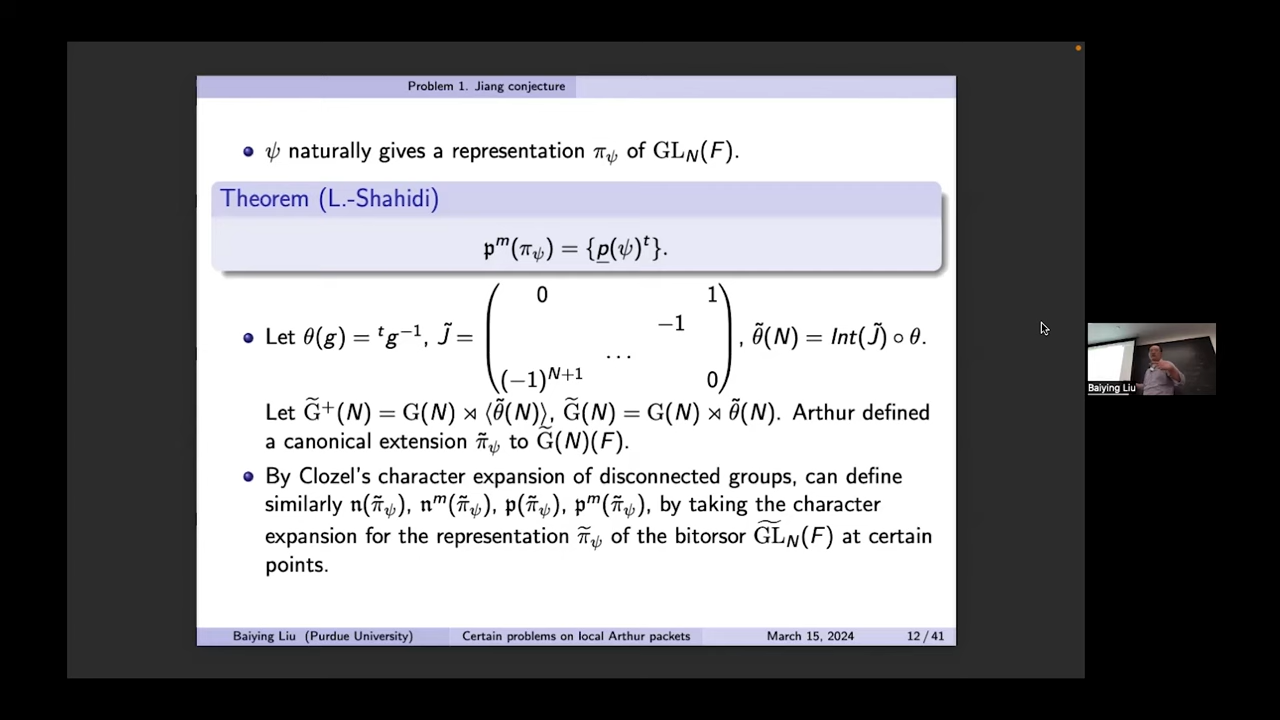 Problem 1. Jiang conjecture
ψ naturally gives a representation π_ψ of GL_N(F).
Theorem (L.-Shahidi)
𝔭^m(π_ψ) = {p̲(ψ)^t}.
Let θ(g) = ^t g^{-1}, J̃ = ( 0 1 −1 ... (−1)^{N+1} 0 ), θ̃(N) = Int(J̃) ∘ θ.
Let G̃^+(N) = G(N) ⋊ ⟨θ̃(N)⟩, G̃(N) = G(N) ⋊ θ̃(N). Arthur defined
a canonical extension π̃_ψ to G̃(N)(F).
By Clozel's character expansion of disconnected groups, can define
similarly 𝔫(π̃_ψ), 𝔫^m(π̃_ψ), 𝔭(π̃_ψ), 𝔭^m(π̃_ψ), by taking the character
expansion for the representation π̃_ψ of the bitorsor G̃L_N(F) at certain
points.
Baiying Liu (Purdue University) Certain problems on local Arthur packets March 15, 2024 12 / 41
Baiying Liu